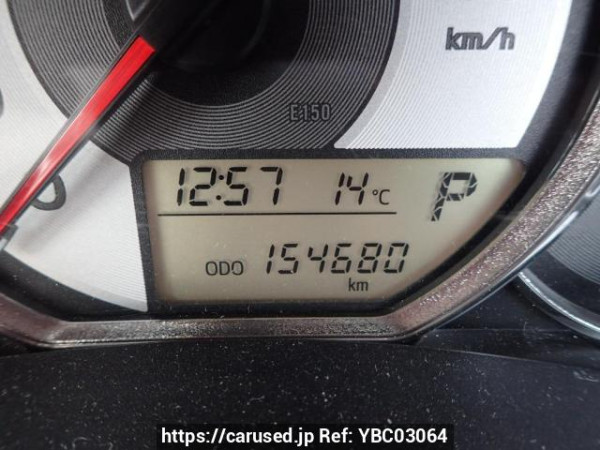 km/h
E150
12:57 14°C P
ODO 154680
km
https://carused.jp Ref: YBC03064